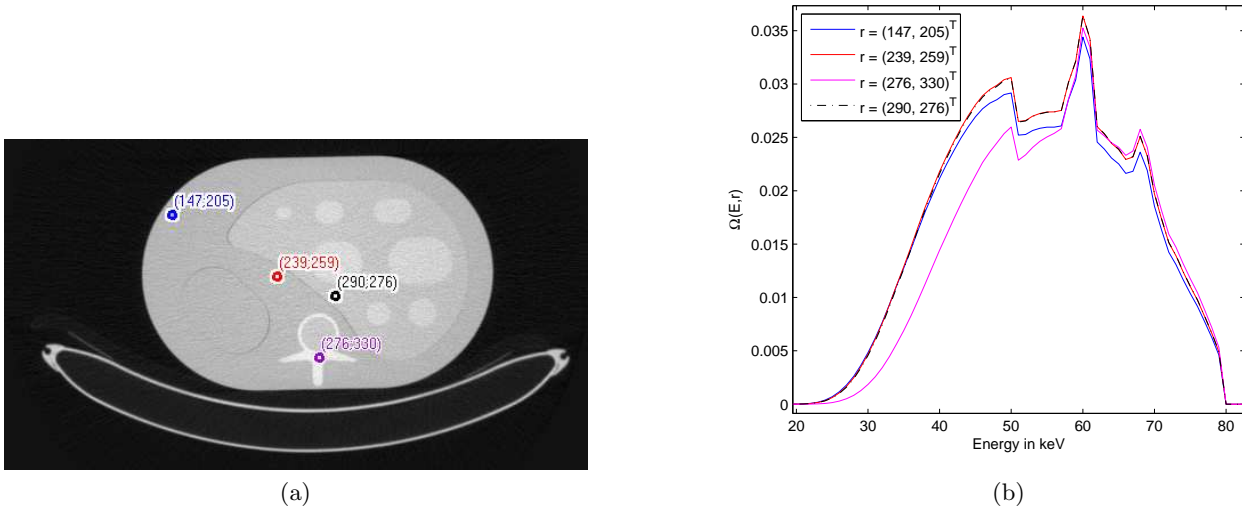 (147;205)
(239;259)
(290;276)
(276;330)
(a)
r = (147, 205)^T
r = (239, 259)^T
r = (276, 330)^T
r = (290, 276)^T
0.035
0.03
0.025
0.02
0.015
0.01
0.005
0
Ω(E,r)
20 30 40 50 60 70 80
Energy in keV
(b)